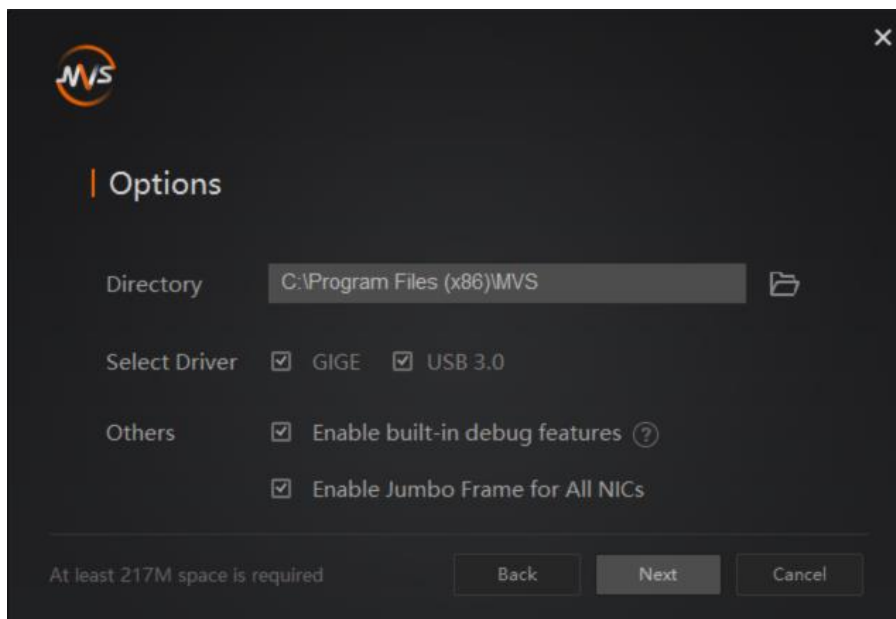 MVS
Options
Directory C:\Program Files (x86)\MVS
Select Driver GIGE USB 3.0
Others Enable built-in debug features ?
Enable Jumbo Frame for All NICs
At least 217M space is required Back Next Cancel